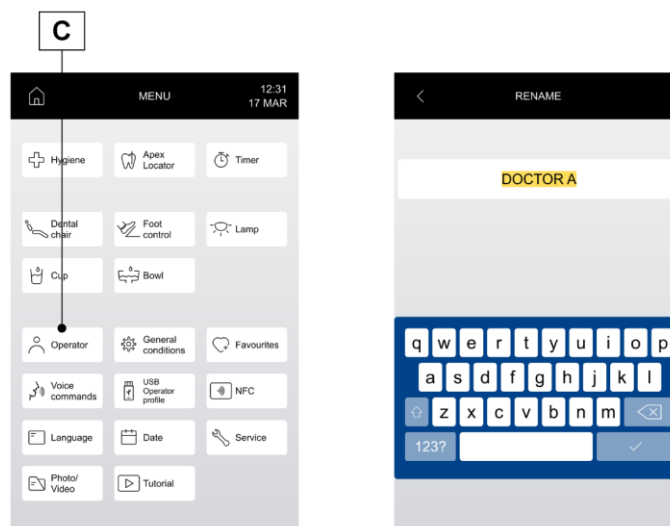 C
MENU
12:31
17 MAR
Hygiene
Apex
Locator
Timer
Dental
chair
Foot
control
Lamp
Cup
Bowl
Operator
General
conditions
Favourites
Voice
commands
USB
Operator
profile
NFC
Language
Date
Service
Photo/
Video
Tutorial
RENAME
DOCTOR A
q w e r t y u i o p
a s d f g h j k l
z x c v b n m
123?